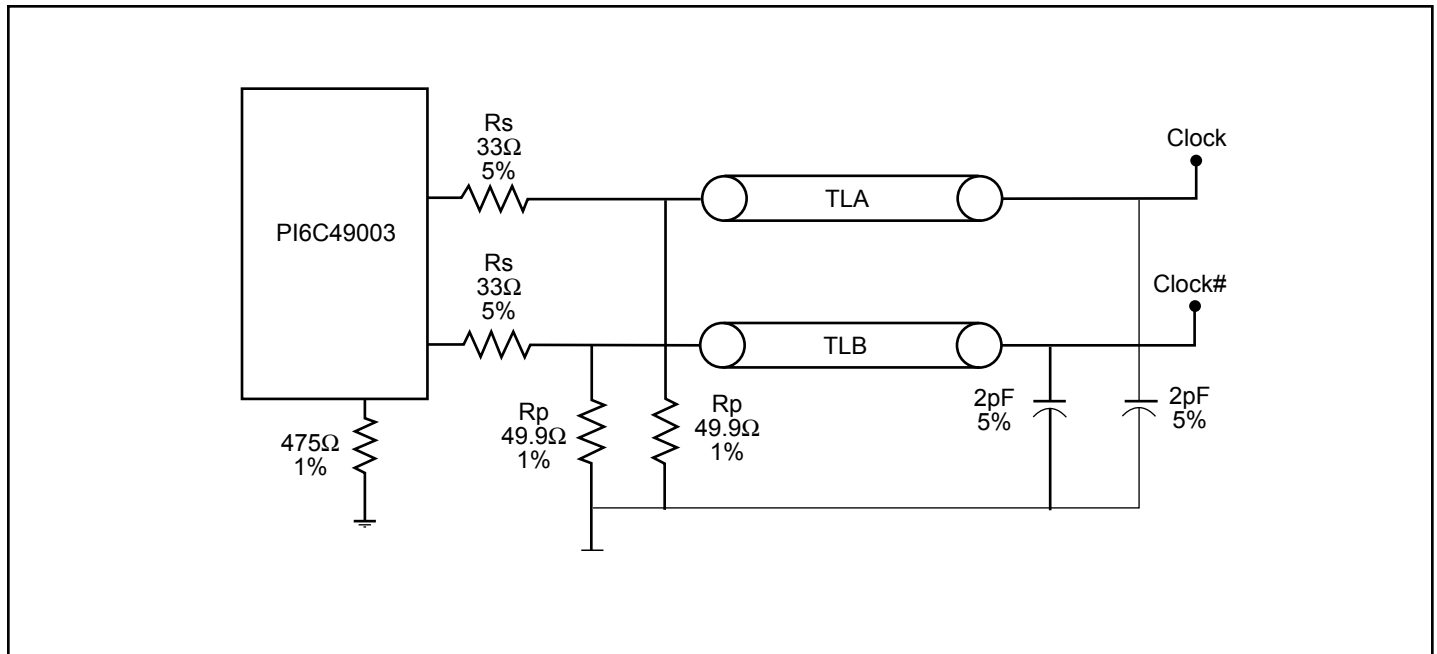 Rs
33Ω
5%
Clock
TLA
PI6C49003
Rs
33Ω
5%
Clock#
TLB
Rp
49.9Ω
1%
Rp
49.9Ω
1%
2pF
5%
2pF
5%
475Ω
1%